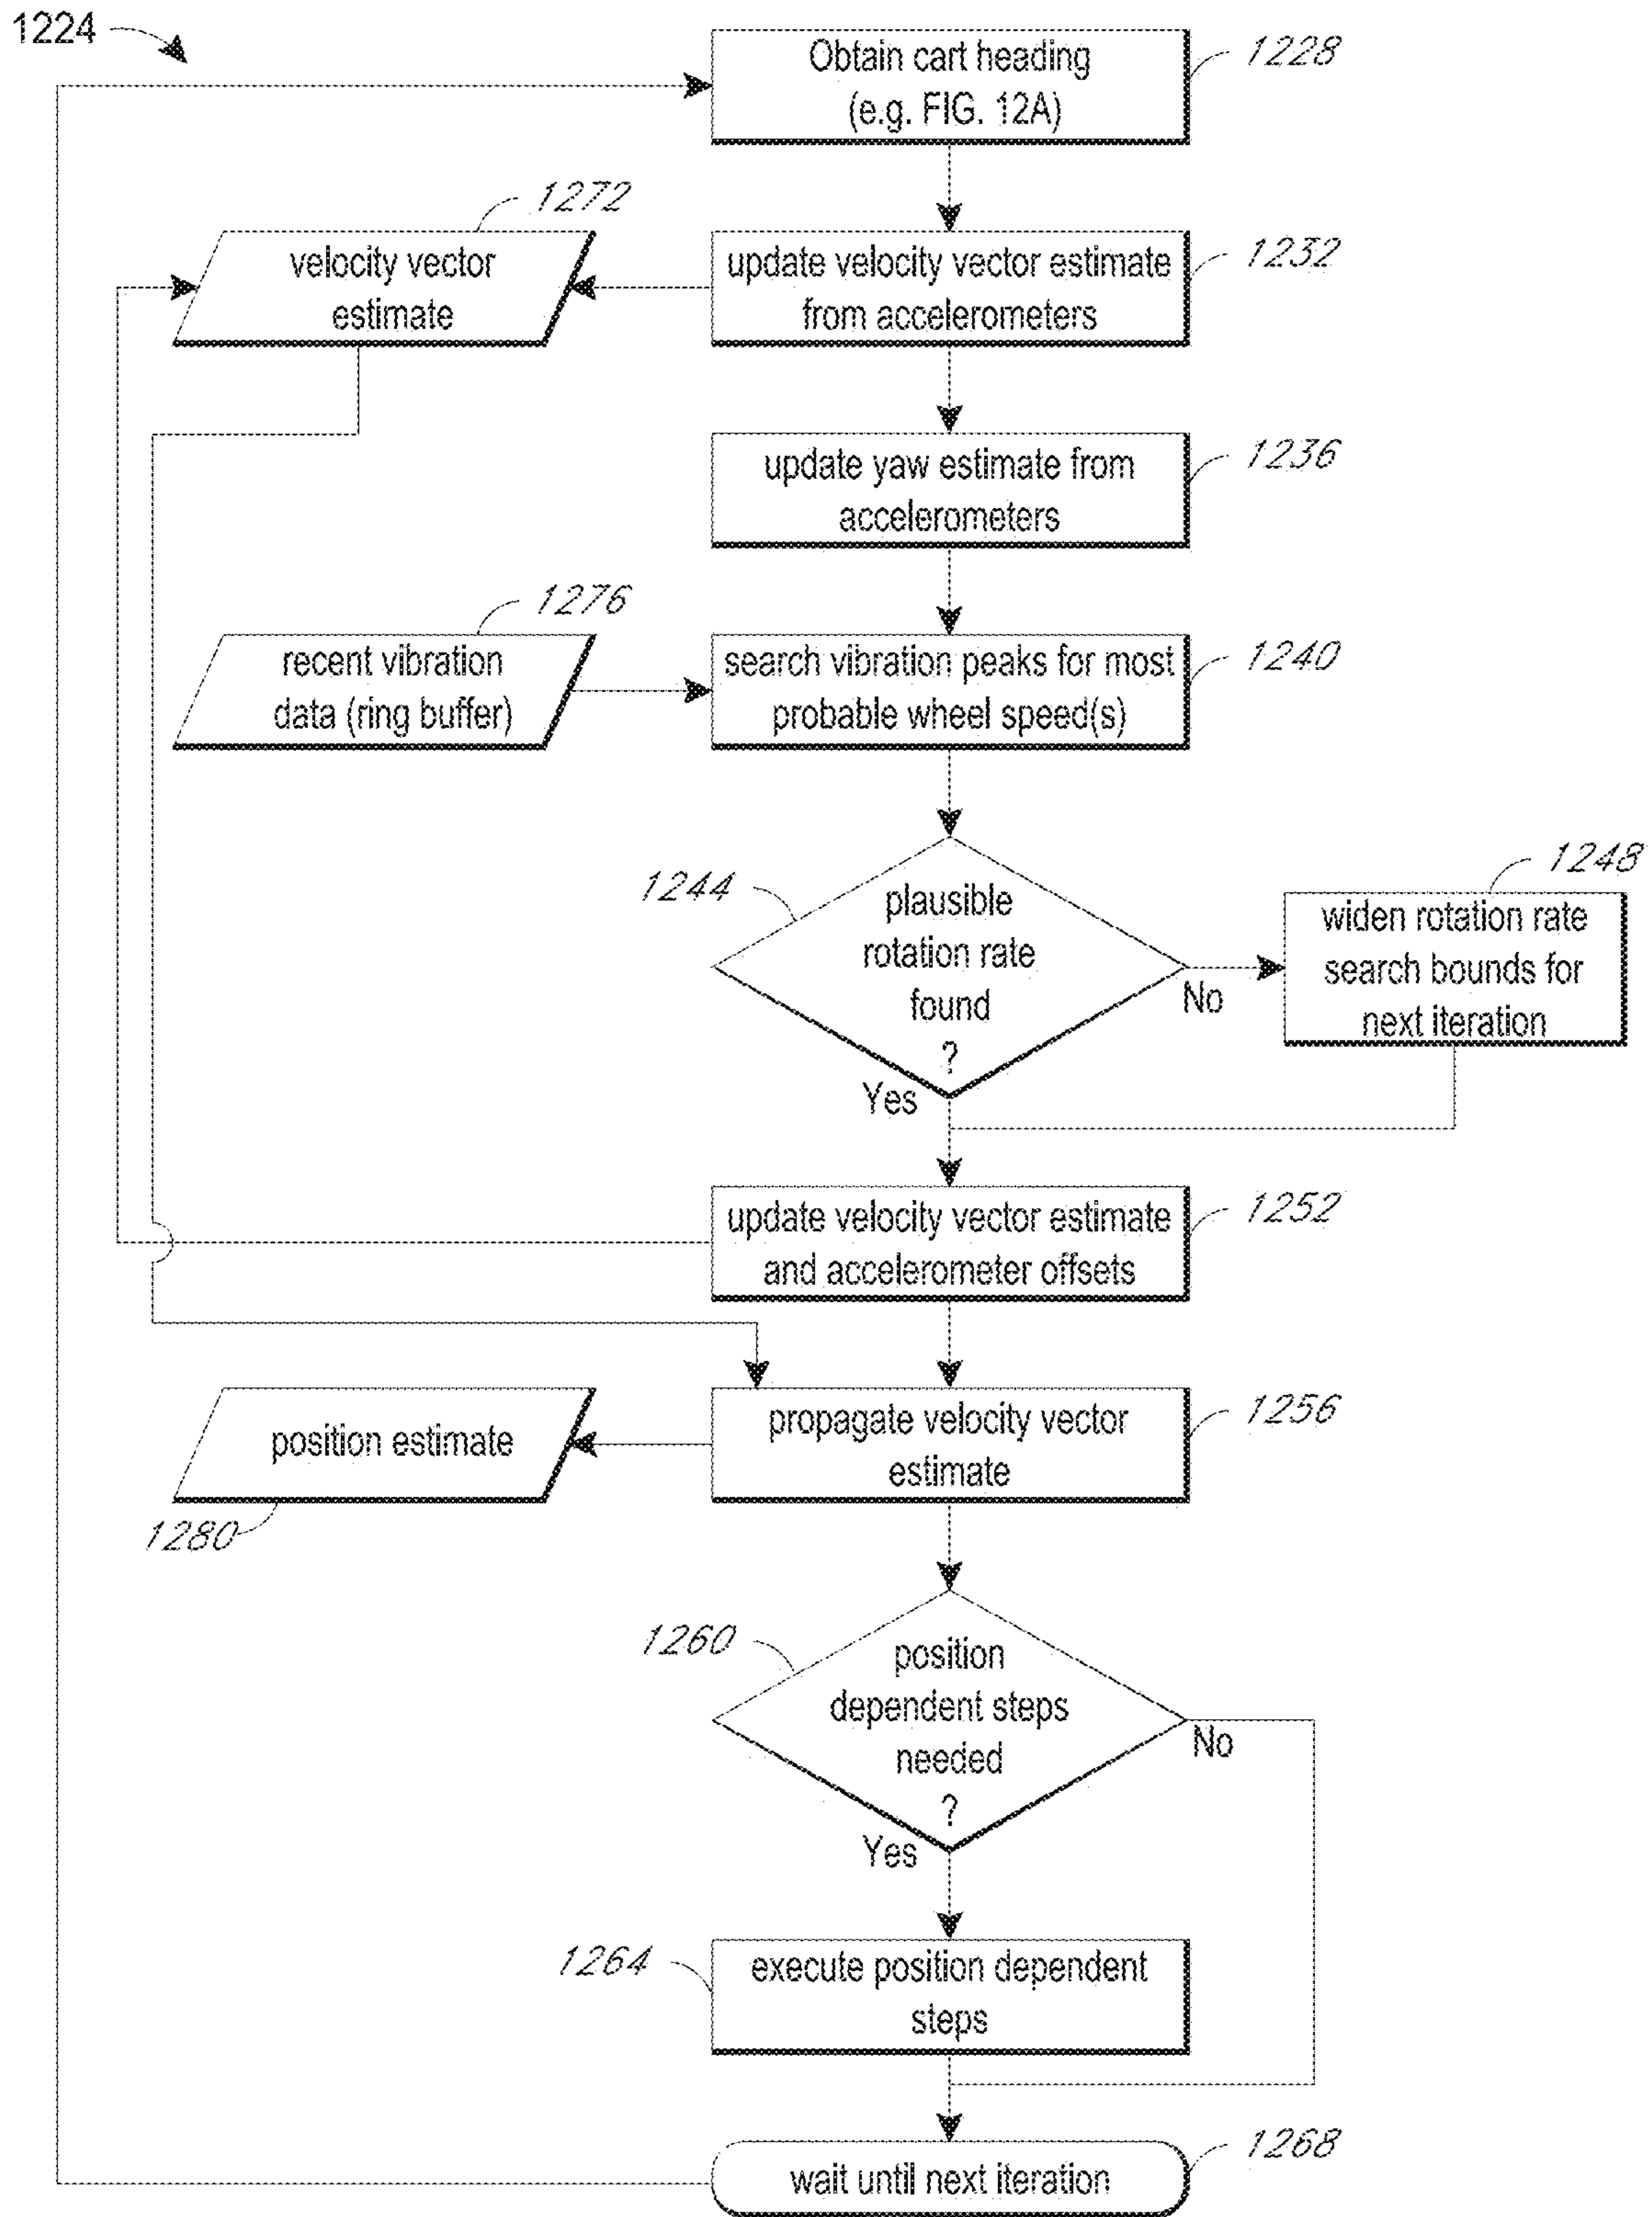 1224
Obtain cart heading
(e.g. FIG. 12A)
1228
1272
velocity vector
estimate
update velocity vector estimate
from accelerometers
1232
update yaw estimate from
accelerometers
1236
1276
recent vibration
data (ring buffer)
search vibration peaks for most
probable wheel speed(s)
1240
1244
plausible
rotation rate
found
?
Yes
No
1248
widen rotation rate
search bounds for
next iteration
update velocity vector estimate
and accelerometer offsets
1252
position estimate
1280
propagate velocity vector
estimate
1256
1260
position
dependent steps
needed
?
Yes
No
1264
execute position dependent
steps
wait until next iteration
1268